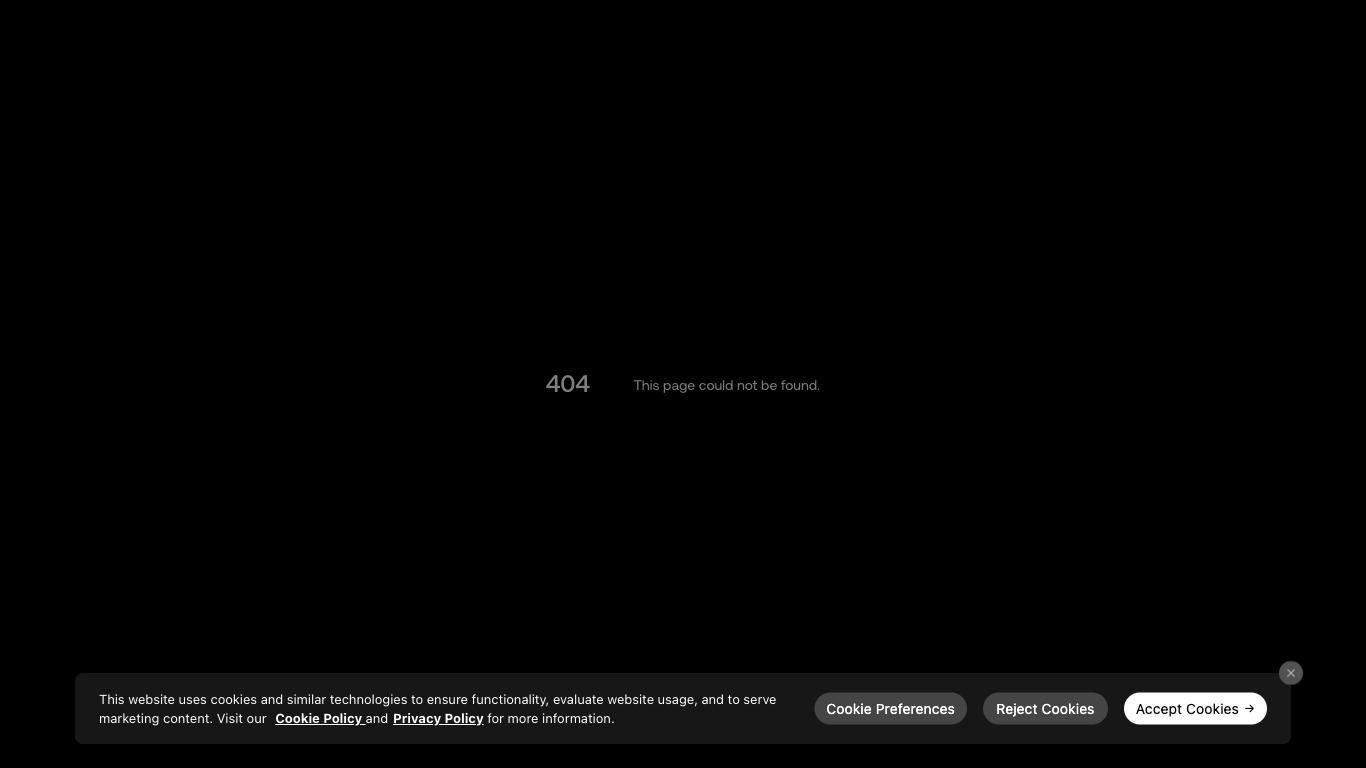 404
This page could not be found.
This website uses cookies and similar technologies to ensure functionality, evaluate website usage, and to serve
marketing content. Visit our Cookie Policy and Privacy Policy for more information.
Cookie Preferences
Reject Cookies
Accept Cookies →